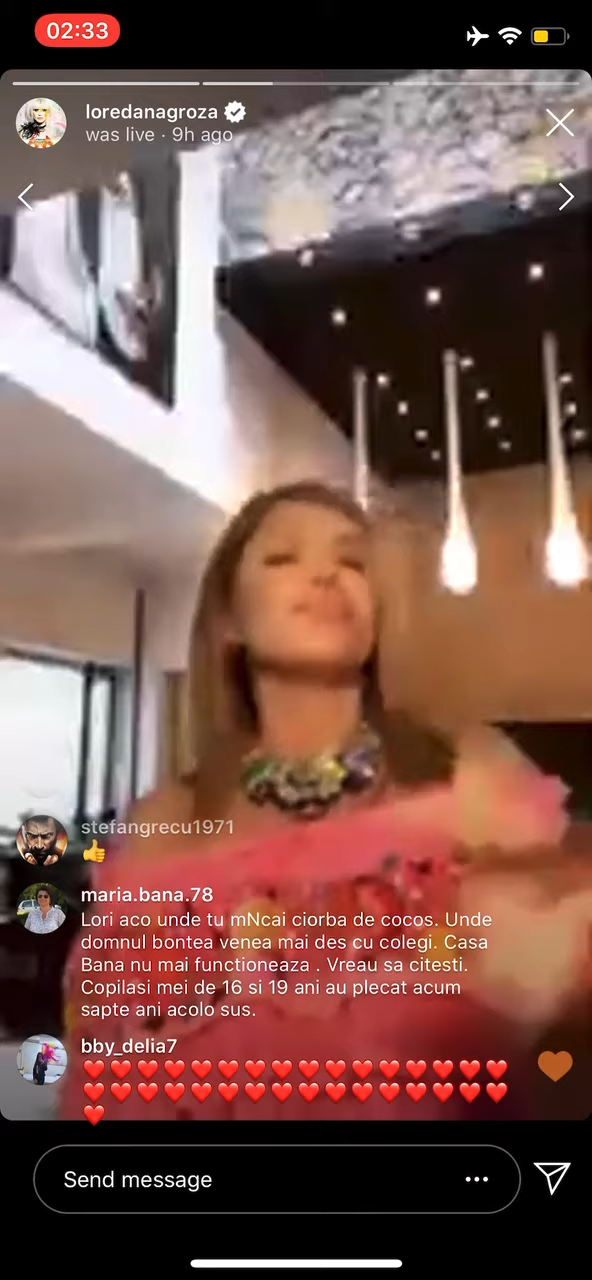 02:33
loredanagroza
was live · 9h ago
stefangrecu1971
👍
maria.bana.78
Lori aco unde tu mNcai ciorba de cocos. Unde
domnul bontea venea mai des cu colegi. Casa
Bana nu mai functioneaza . Vreau sa citesti.
Copilasi mei de 16 si 19 ani au plecat acum
sapte ani acolo sus.
bby_delia7
❤️❤️❤️❤️❤️❤️❤️❤️❤️❤️❤️❤️❤️❤️❤️❤️
❤️❤️❤️❤️❤️❤️❤️❤️❤️❤️❤️❤️❤️❤️❤️❤️
❤️
Send message